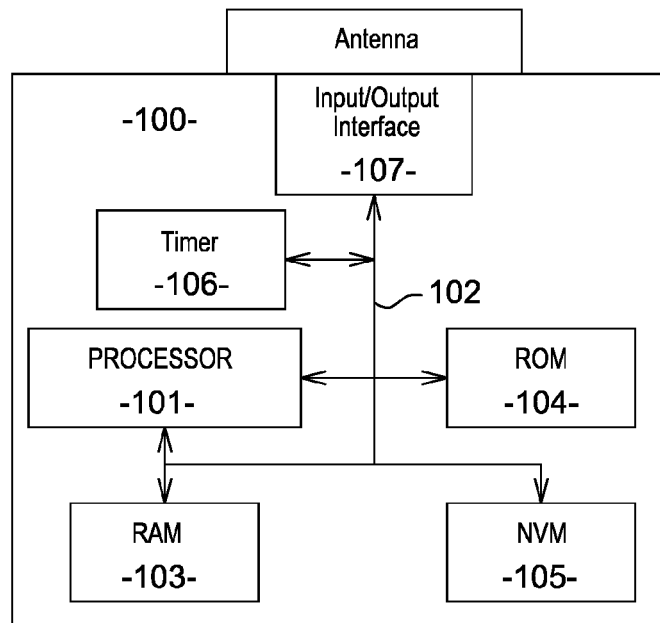 Antenna
-100-
Input/Output
Interface
-107-
Timer
-106-
102
PROCESSOR
-101-
ROM
-104-
RAM
-103-
NVM
-105-